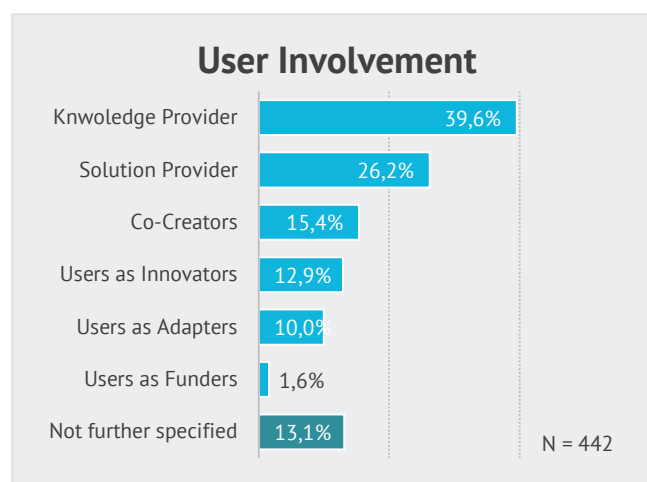 User Involvement
Knwoledge Provider 39,6%
Solution Provider 26,2%
Co-Creators 15,4%
Users as Innovators 12,9%
Users as Adapters 10,0%
Users as Funders 1,6%
Not further specified 13,1%
N = 442